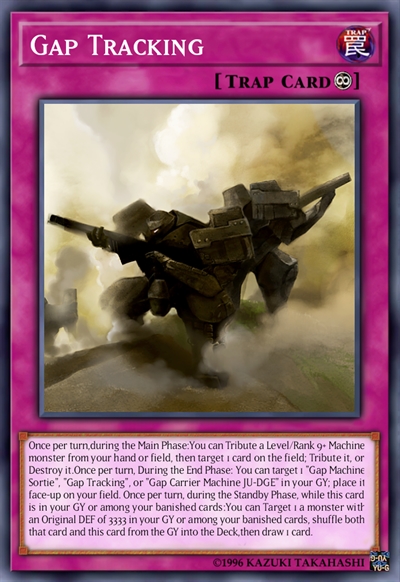 GAP TRACKING
TRAP
罠
[TRAP CARD]
Once per turn,during the Main Phase:You can Tribute a Level/Rank 9+ Machine
monster from your hand or field, then target 1 card on the field; Tribute it, or
Destroy it.Once per turn, During the End Phase: You can target 1 "Gap Machine
Sortie", "Gap Tracking", or "Gap Carrier Machine JU-DGE" in your GY; place it
face-up on your field. Once per turn, during the Standby Phase, while this card
is in your GY or among your banished cards:You can Target 1 a monster with
an Original DEF of 3333 in your GY or among your banished cards, shuffle both
that card and this card from the GY into the Deck,then draw 1 card.
©1996 KAZUKI TAKAHASHI